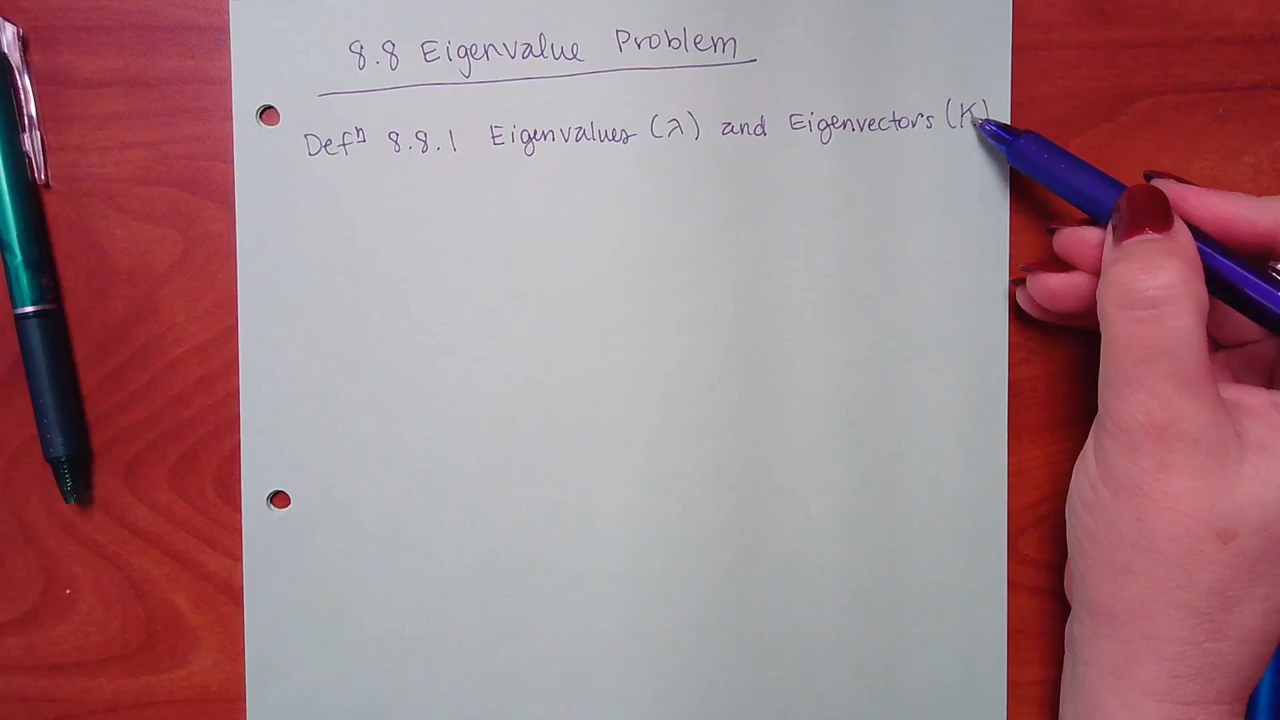 8.8 Eigenvalue Problem
Defⁿ 8.8.1 Eigenvalues (λ) and Eigenvectors (K)